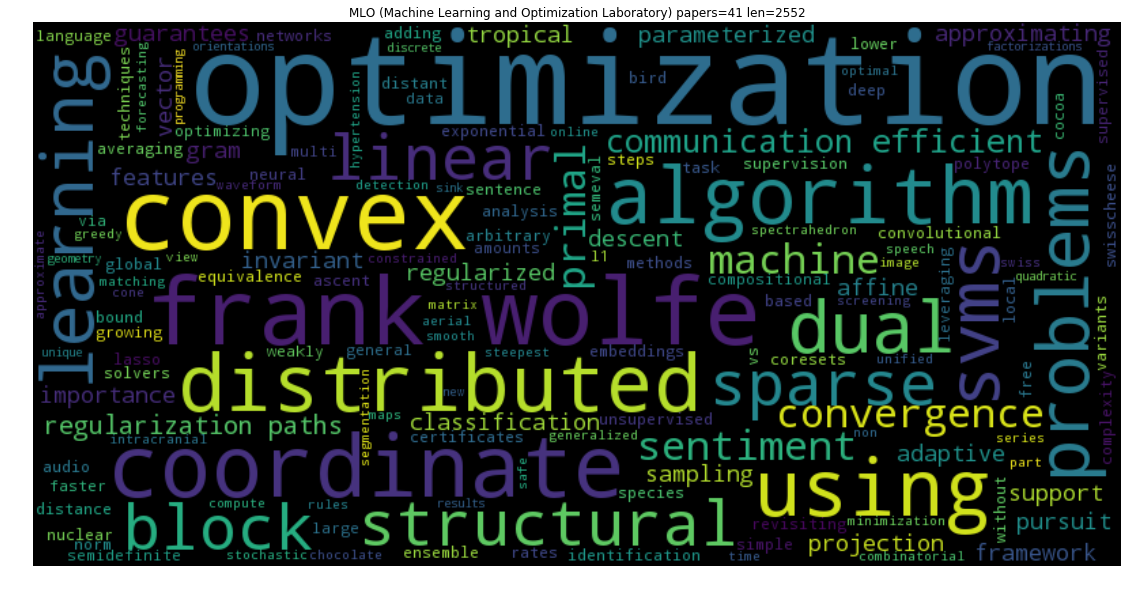 MLO (Machine Learning and Optimization Laboratory) papers=41 len=2552
language guarantees networks adding tropical parameterized lower approximating
orientations discrete factorizations
learning techniques forecasting vector programming optimization
distant data bird optimal deep cocoa supervised
hypertension optimizing exponential online communication efficient
averaging gram multi linear primal semeval steps task supervision polytope
features neural waveform detection sink sentence
convex algorithm problems
via greedy analysis arbitrary amounts descent spectrahedron convolutional swisscheese
approximate geometry view constrained invariant l1 methods machine speech image
global matching equivalence ascent structured regularized compositional affine leveraging svms swiss quadratic
cone frank wolfe based screening local
bound growing matrix aerial smooth dual variants
unique lasso weakly general steepest embeddings vs coresets unified
solvers distributed sparse free complexity
importance segmentation new
regularization paths maps classification unsupervised convergence
intracranial certificates generalized sentiment non series
audio coordinate safe sampling adaptive part
faster species using without support
distance compute rules results
nuclear block large structural revisiting minimization pursuit
norm simple projection
semidefinite stochastic chocolate ensemble rates identification time combinatorial framework